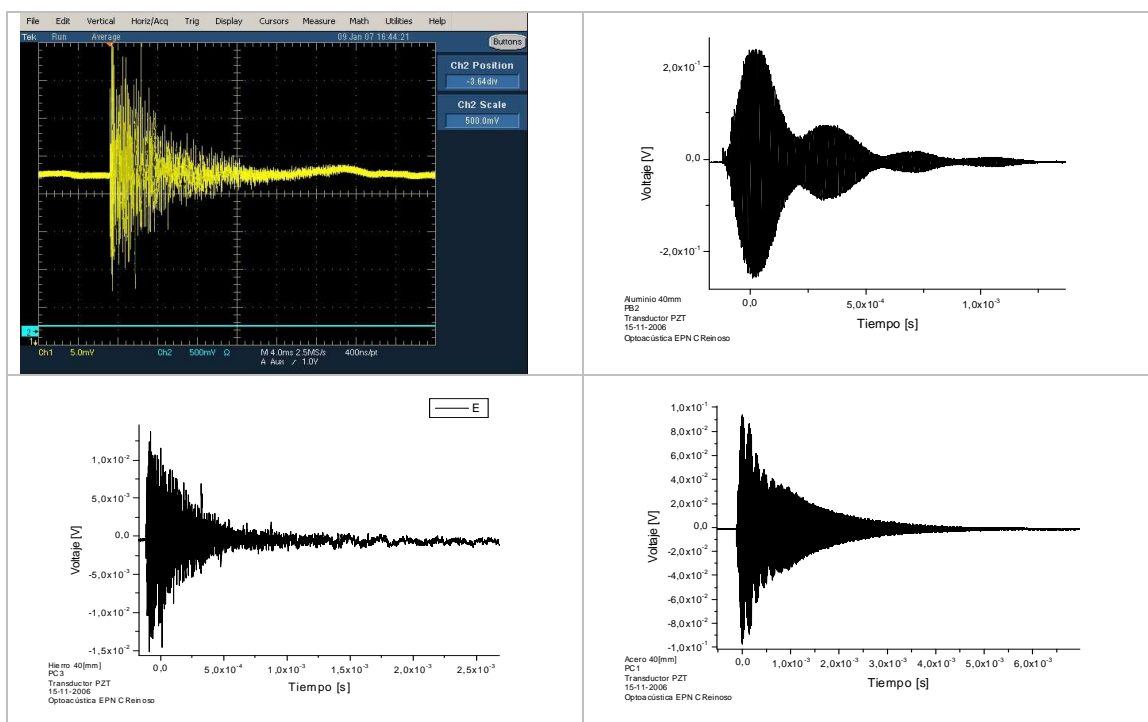 File Edit Vertical Horiz/Acq Trig Display Cursors Measure Math Utilities Help
Tek Run Average 09 Jan 07 16:44:21
Buttons
Ch2 Position
-3.64div
Ch2 Scale
500.0mV
2
1
Ch1 5.0mV Ch2 500mV Ω M 4.0ms 2.5MS/s 400ns/pt
A Aux / 1.0V
2,0x10⁻¹
0,0
-2,0x10⁻¹
Voltaje [V]
0,0 5,0x10⁻⁴ 1,0x10⁻³
Tiempo [s]
Aluminio 40mm
PB2
Transductor PZT
15-11-2006
Optoacústica EPN CReinoso
E
1,0x10⁻²
5,0x10⁻³
0,0
-5,0x10⁻³
-1,0x10⁻²
-1,5x10⁻²
Voltaje [V]
0,0 5,0x10⁻⁴ 1,0x10⁻³ 1,5x10⁻³ 2,0x10⁻³ 2,5x10⁻³
Tiempo [s]
Hierro 40[mm]
PC3
Transductor PZT
15-11-2006
Optoacústica EPN CReinoso
1,0x10⁻¹
8,0x10⁻²
6,0x10⁻²
4,0x10⁻²
2,0x10⁻²
0,0
-2,0x10⁻²
-4,0x10⁻²
-6,0x10⁻²
-8,0x10⁻²
-1,0x10⁻¹
Voltaje [V]
0,0 1,0x10⁻³ 2,0x10⁻³ 3,0x10⁻³ 4,0x10⁻³ 5,0x10⁻³ 6,0x10⁻³
Tiempo [s]
Acero 40[mm]
PC1
Transductor PZT
15-11-2006
Optoacústica EPN CReinoso